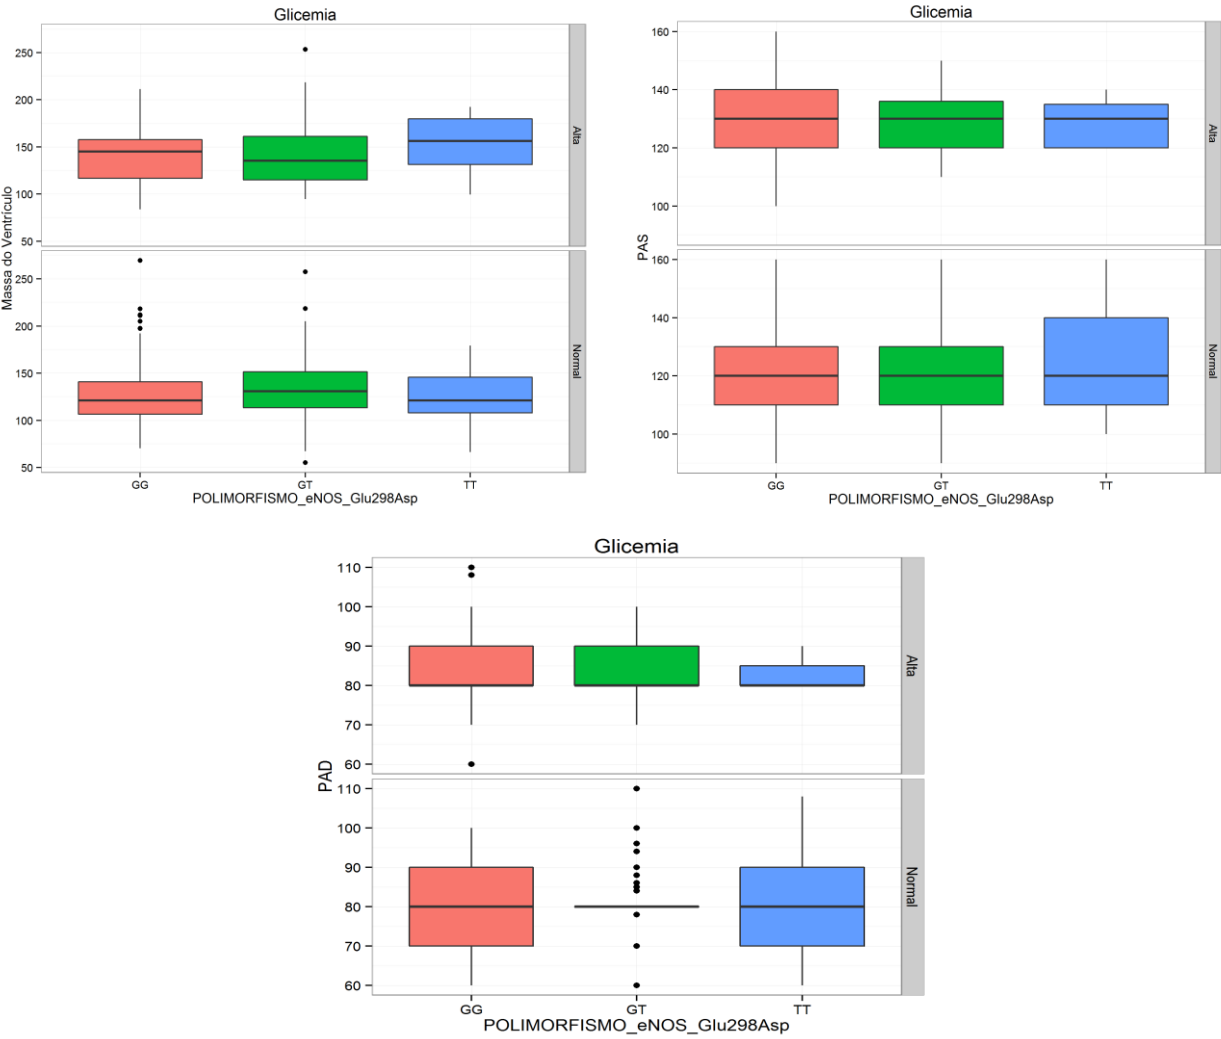 Glicemia
Massa do Ventrículo
250
200
150
100
50
Alta
250
200
150
100
50
Normal
GG GT TT
POLIMORFISMO_eNOS_Glu298Asp
Glicemia
PAS
160
140
120
100
Alta
160
140
120
100
Normal
GG GT TT
POLIMORFISMO_eNOS_Glu298Asp
Glicemia
PAD
110
100
90
80
70
60
Alta
110
100
90
80
70
60
Normal
GG GT TT
POLIMORFISMO_eNOS_Glu298Asp